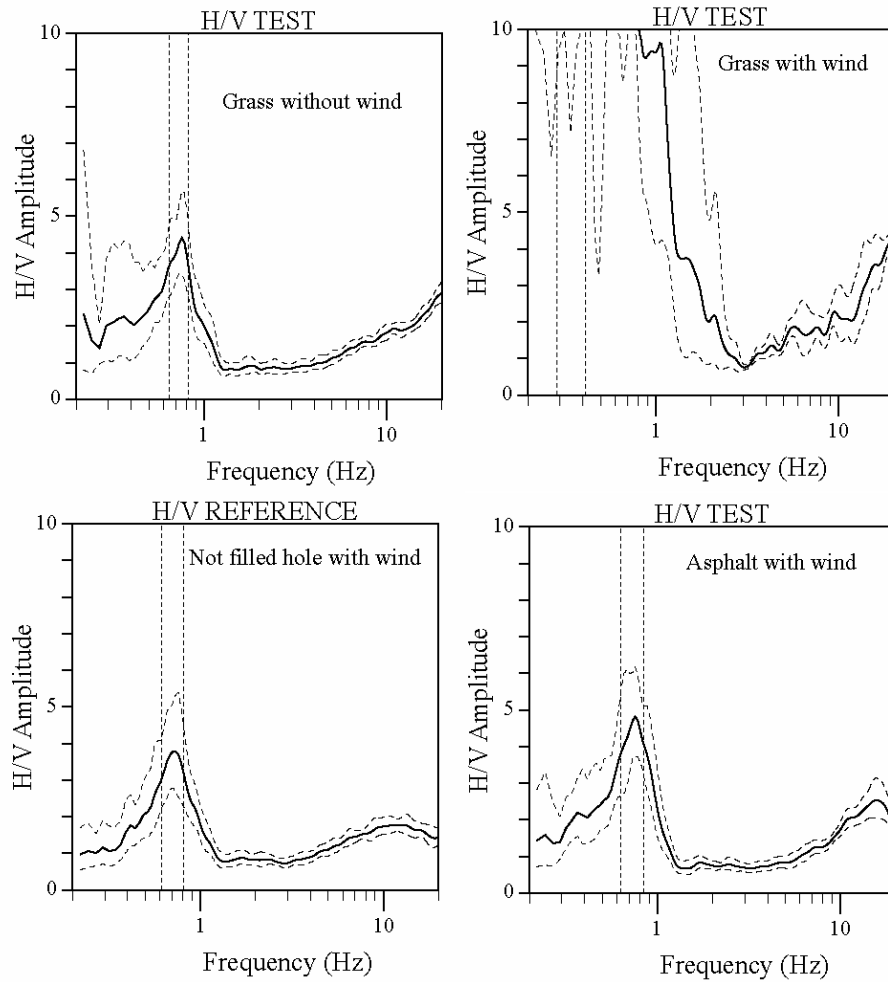 H/V TEST
10
Grass without wind
5
0
H/V Amplitude
1
10
Frequency (Hz)
H/V TEST
10
Grass with wind
5
0
H/V Amplitude
1
10
Frequency (Hz)
H/V REFERENCE
10
Not filled hole with wind
5
0
H/V Amplitude
1
10
Frequency (Hz)
H/V TEST
10
Asphalt with wind
5
0
H/V Amplitude
1
10
Frequency (Hz)